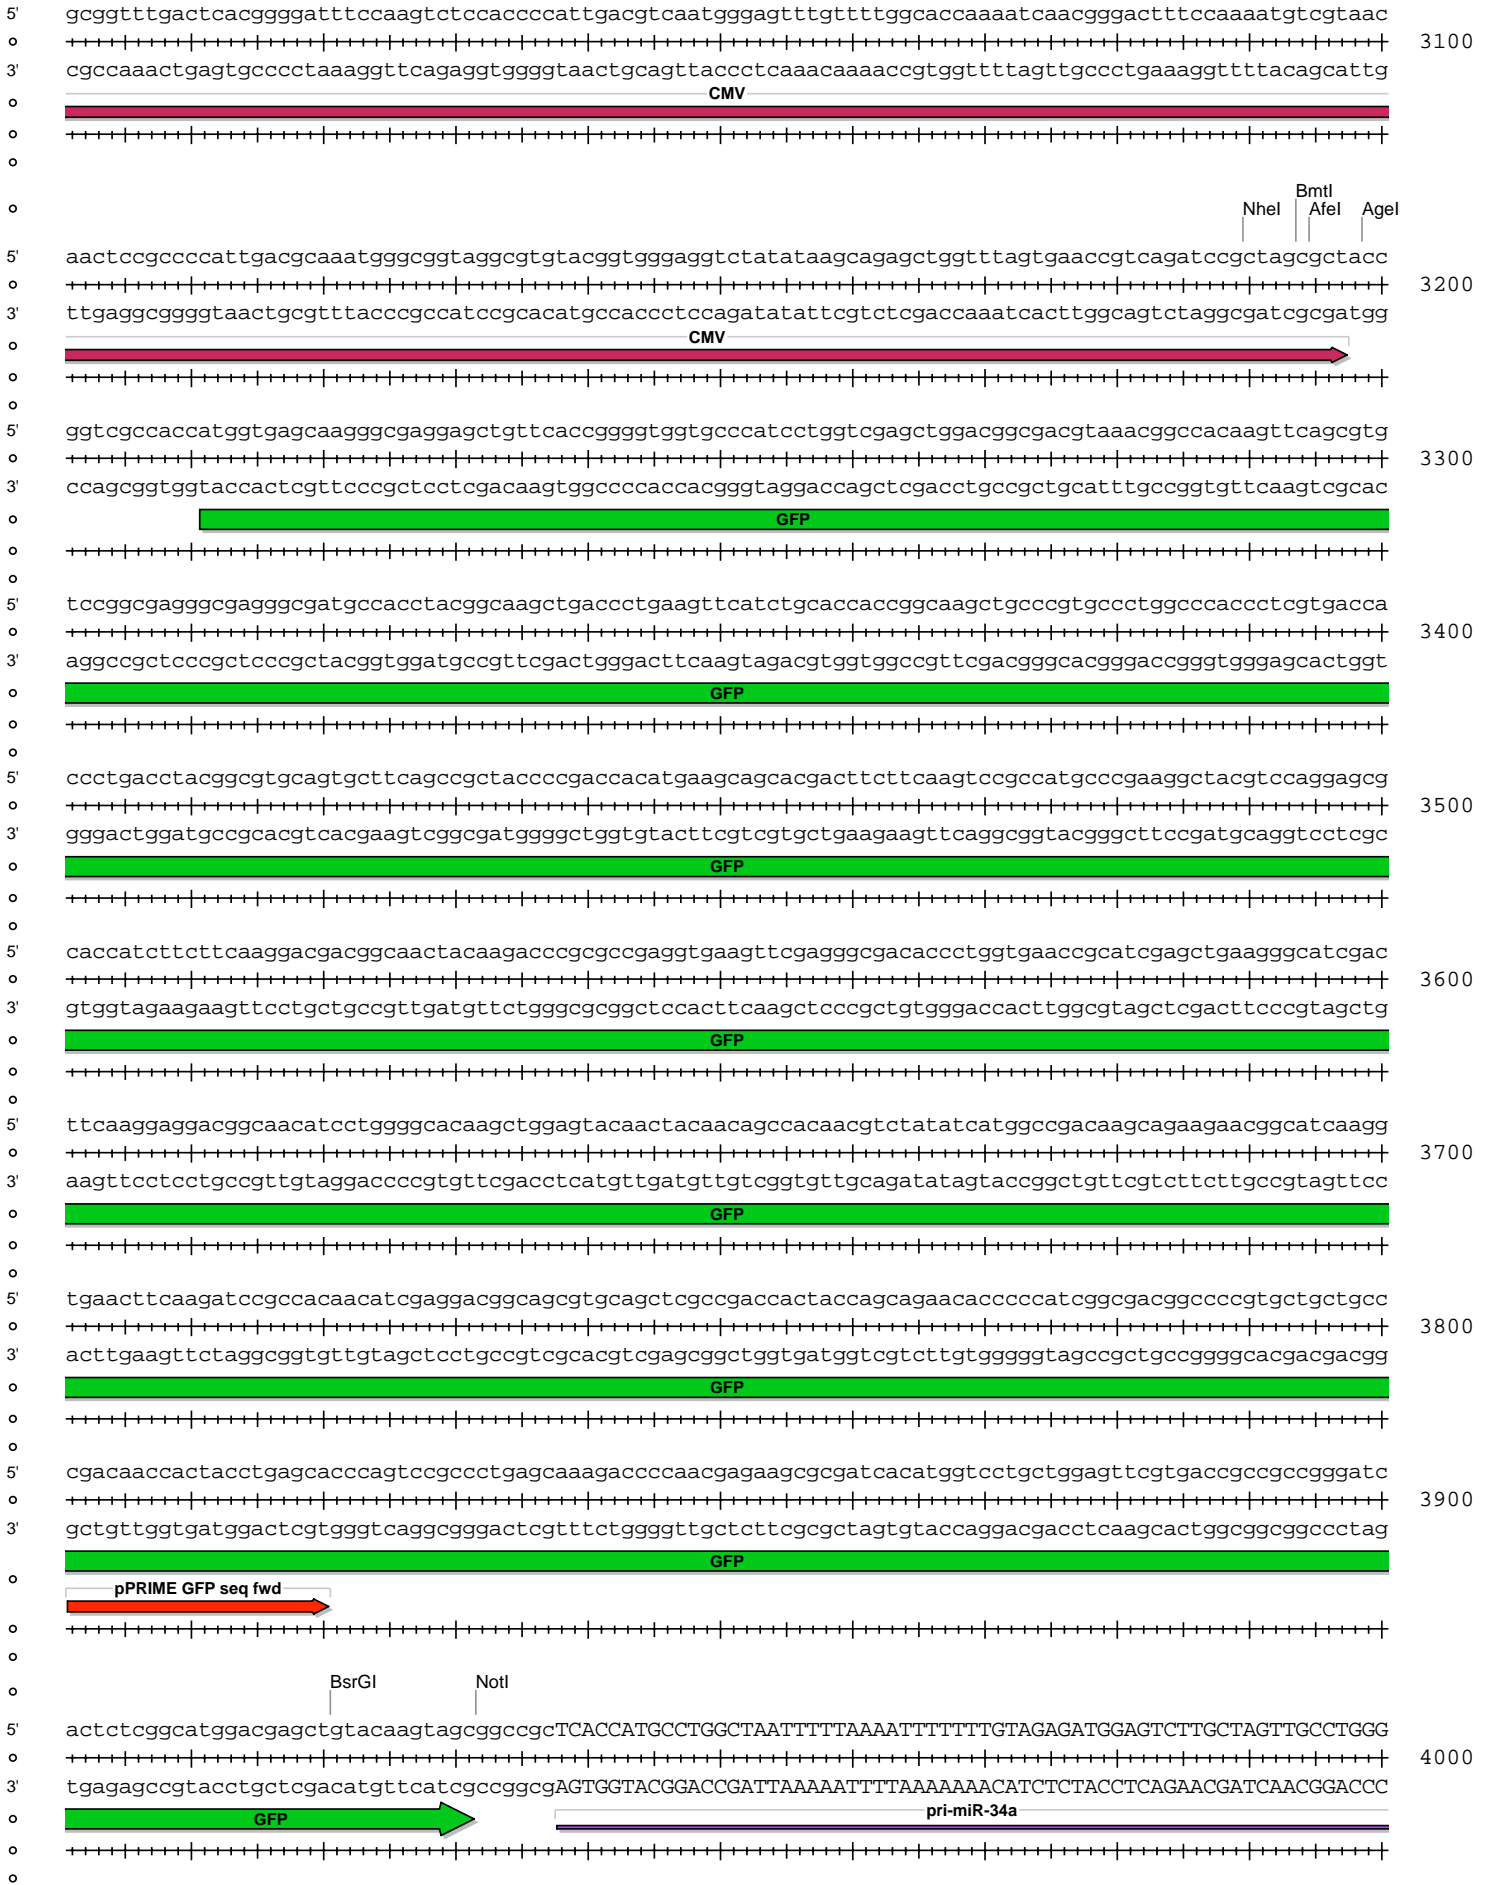 5' gcggtttgactcacggggatttccaagtctccaccccattgacgtcaatgggagtttgttttggcaccaaaatcaacgggactttccaaaatgtcgtaac
3100
3' cgccaaactgagtgcccctaaaggttcagaggtggggtaactgcagttaccctcaaacaaaaccgtggttttagttgccctgaaaggttttacagcattg
CMV
BmtI
NheI AfeI AgeI
5' aactccgccccattgacgcaaatgggcggtaggcgtgtacggtgggaggtctatataagcagagctggtttagtgaaccgtcagatccgctagcgctacc
3200
3' ttgaggcggggtaactgcgtttacccgccatccgcacatgccaccctccagatatattcgtctcgaccaaatcacttggcagtctaggcgatcgcgatgg
CMV
5' ggtcgccaccatggtgagcaagggcgaggagctgttcaccggggtggtgcccatcctggtcgagctggacggcgacgtaaacggccacaagttcagcgtg
3300
3' ccagcggtggtaccactcgttcccgctcctcgacaagtggccccaccacgggtaggaccagctcgacctgccgctgcatttgccggtgttcaagtcgcac
GFP
5' tccggcgagggcgagggcgatgccacctacggcaagctgaccctgaagttcatctgcaccaccggcaagctgcccgtgccctggcccaccctcgtgacca
3400
3' aggccgctcccgctcccgctacggtggatgccgttcgactgggacttcaagtagacgtggtggccgttcgacgggcacgggaccgggtgggagcactggt
GFP
5' ccctgacctacggcgtgcagtgcttcagccgctaccccgaccacatgaagcagcacgacttcttcaagtccgccatgcccgaaggctacgtccaggagcg
3500
3' gggactggatgccgcacgtcacgaagtcggcgatggggctggtgtacttcgtcgtgctgaagaagttcaggcggtacgggcttccgatgcaggtcctcgc
GFP
5' caccatcttcttcaaggacgacggcaactacaagacccgcgccgaggtgaagttcgagggcgacaccctggtgaaccgcatcgagctgaagggcatcgac
3600
3' gtggtagaagaagttcctgctgccgttgatgttctgggcgcggctccacttcaagctcccgctgtgggaccacttggcgtagctcgacttcccgtagctg
GFP
5' ttcaaggaggacggcaacatcctggggcacaagctggagtacaactacaacagccacaacgtctatatcatggccgacaagcagaagaacggcatcaagg
3700
3' aagttcctcctgccgttgtaggaccccgtgttcgacctcatgttgatgttgtcggtgttgcagatatagtaccggctgttcgtcttcttgccgtagttcc
GFP
5' tgaacttcaagatccgccacaacatcgaggacggcagcgtgcagctcgccgaccactaccagcagaacacccccatcggcgacggccccgtgctgctgcc
3800
3' acttgaagttctaggcggtgttgtagctcctgccgtcgcacgtcgagcggctggtgatggtcgtcttgtgggggtagccgctgccggggcacgacgacgg
GFP
5' cgacaaccactacctgagcacccagtccgccctgagcaaagaccccaacgagaagcgcgatcacatggtcctgctggagttcgtgaccgccgccgggatc
3900
3' gctgttggtgatggactcgtgggtcaggcgggactcgtttctggggttgctcttcgcgctagtgtaccaggacgacctcaagcactggcggcggccctag
GFP
pPRIME GFP seq fwd
BsrGI NotI
5' actctcggcatggacgagctgtacaagtagcggccgcTCACCATGCCTGGCTAATTTTTAAAATTTTTTTGTAGAGATGGAGTCTTGCTAGTTGCCTGGG
4000
3' tgagagccgtacctgctcgacatgttcatcgccggcgAGTGGTACGGACCGATTAAAAATTTTAAAAAAACATCTCTACCTCAGAACGATCAACGGACCC
GFP pri-miR-34a